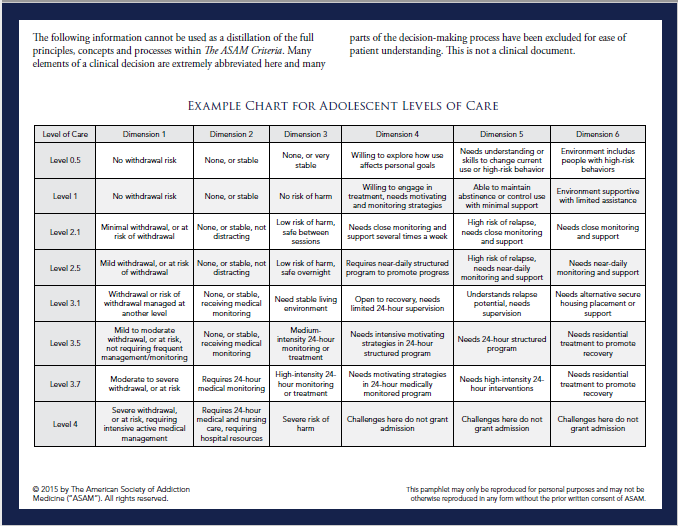 The following information cannot be used as a distillation of the full
principles, concepts and processes within The ASAM Criteria. Many
elements of a clinical decision are extremely abbreviated here and many
parts of the decision-making process have been excluded for ease of
patient understanding. This is not a clinical document.
EXAMPLE CHART FOR ADOLESCENT LEVELS OF CARE
Level of Care
Dimension 1
Dimension 2
Dimension 3
Dimension 4
Dimension 5
Dimension 6
Level 0.5
No withdrawal risk
None, or stable
None, or very
stable
Willing to explore how use
affects personal goals
Needs understanding or
skills to change current
use or high-risk behavior
Environment includes
people with high-risk
behaviors
Level 1
No withdrawal risk
None, or stable
No risk of harm
Willing to engage in
treatment, needs motivating
and monitoring strategies
Able to maintain
abstinence or control use
with minimal support
Environment supportive
with limited assistance
Level 2.1
Minimal withdrawal, or at
risk of withdrawal
None, or stable, not
distracting
Low risk of harm,
safe between
sessions
Needs close monitoring and
support several times a week
High risk of relapse,
needs close monitoring
and support
Needs close monitoring
and support
Level 2.5
Mild withdrawal, or at risk
of withdrawal
None, or stable, not
distracting
Low risk of harm,
safe overnight
Requires near-daily structured
program to promote progress
High risk of relapse,
needs near-daily
monitoring and support
Needs near-daily
monitoring and support
Level 3.1
Withdrawal or risk of
withdrawal managed at
another level
None, or stable,
receiving medical
monitoring
Need stable living
environment
Open to recovery, needs
limited 24-hour supervision
Understands relapse
potential, needs
supervision
Needs alternative secure
housing placement or
support
Level 3.5
Mild to moderate
withdrawal, or at risk,
not requiring frequent
management/monitoring
None, or stable,
receiving medical
monitoring
Medium-
intensity 24-hour
monitoring or
treatment
Needs intensive motivating
strategies in 24-hour
structured program
Needs 24-hour structured
program
Needs residential
treatment to promote
recovery
Level 3.7
Moderate to severe
withdrawal, or at risk
Requires 24-hour
medical monitoring
High-intensity 24-
hour monitoring
or treatment
Needs motivating strategies
in 24-hour medically
monitored program
Needs high-intensity 24-
hour interventions
Needs residential
treatment to promote
recovery
Level 4
Severe withdrawal,
or at risk, requiring
intensive active medical
management
Requires 24-hour
medical and nursing
care, requiring
hospital resources
Severe risk of
harm
Challenges here do not grant
admission
Challenges here do not
grant admission
Challenges here do not
grant admission
© 2015 by The American Society of Addiction
Medicine ("ASAM"). All rights reserved.
This pamphlet may only be reproduced for personal purposes and may not be
otherwise reproduced in any form without the prior written consent of ASAM.